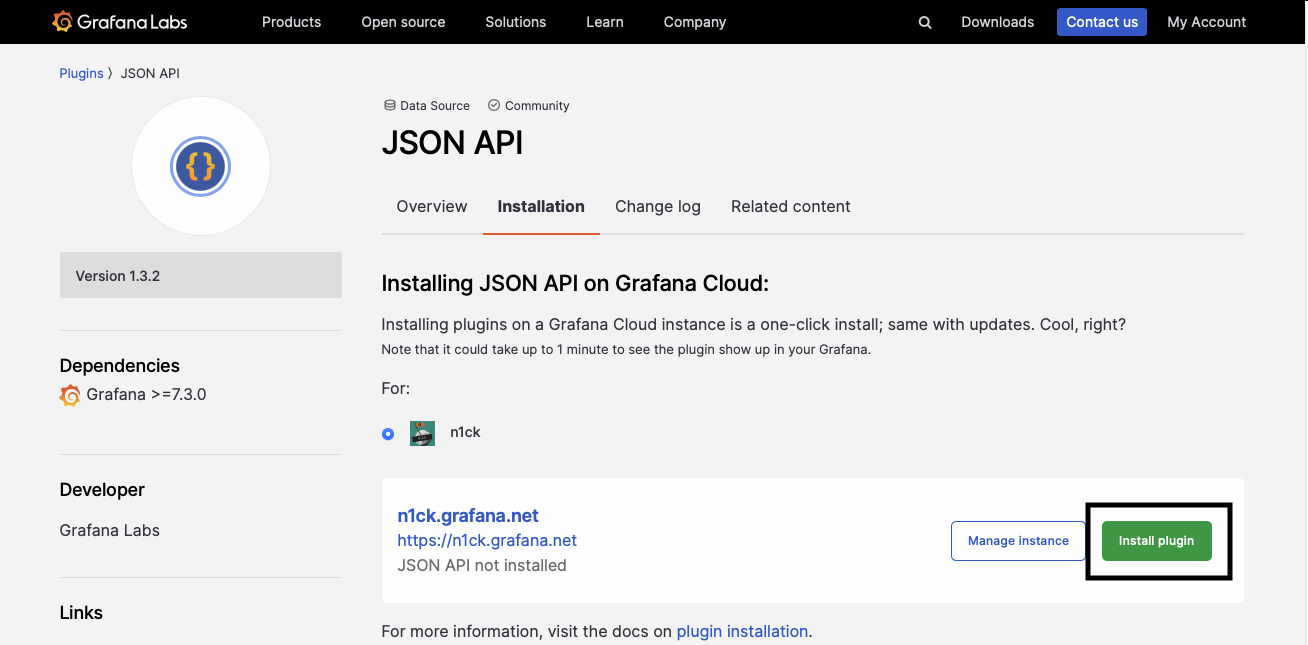 Grafana Labs Products Open source Solutions Learn Company Downloads Contact us My Account
Plugins 〉 JSON API
{}
Version 1.3.2
Dependencies
Grafana >=7.3.0
Developer
Grafana Labs
Links
Data Source Community
JSON API
Overview Installation Change log Related content
Installing JSON API on Grafana Cloud:
Installing plugins on a Grafana Cloud instance is a one-click install; same with updates. Cool, right?
Note that it could take up to 1 minute to see the plugin show up in your Grafana.
For:
n1ck
n1ck.grafana.net
https://n1ck.grafana.net
JSON API not installed
Manage instance Install plugin
For more information, visit the docs on plugin installation.